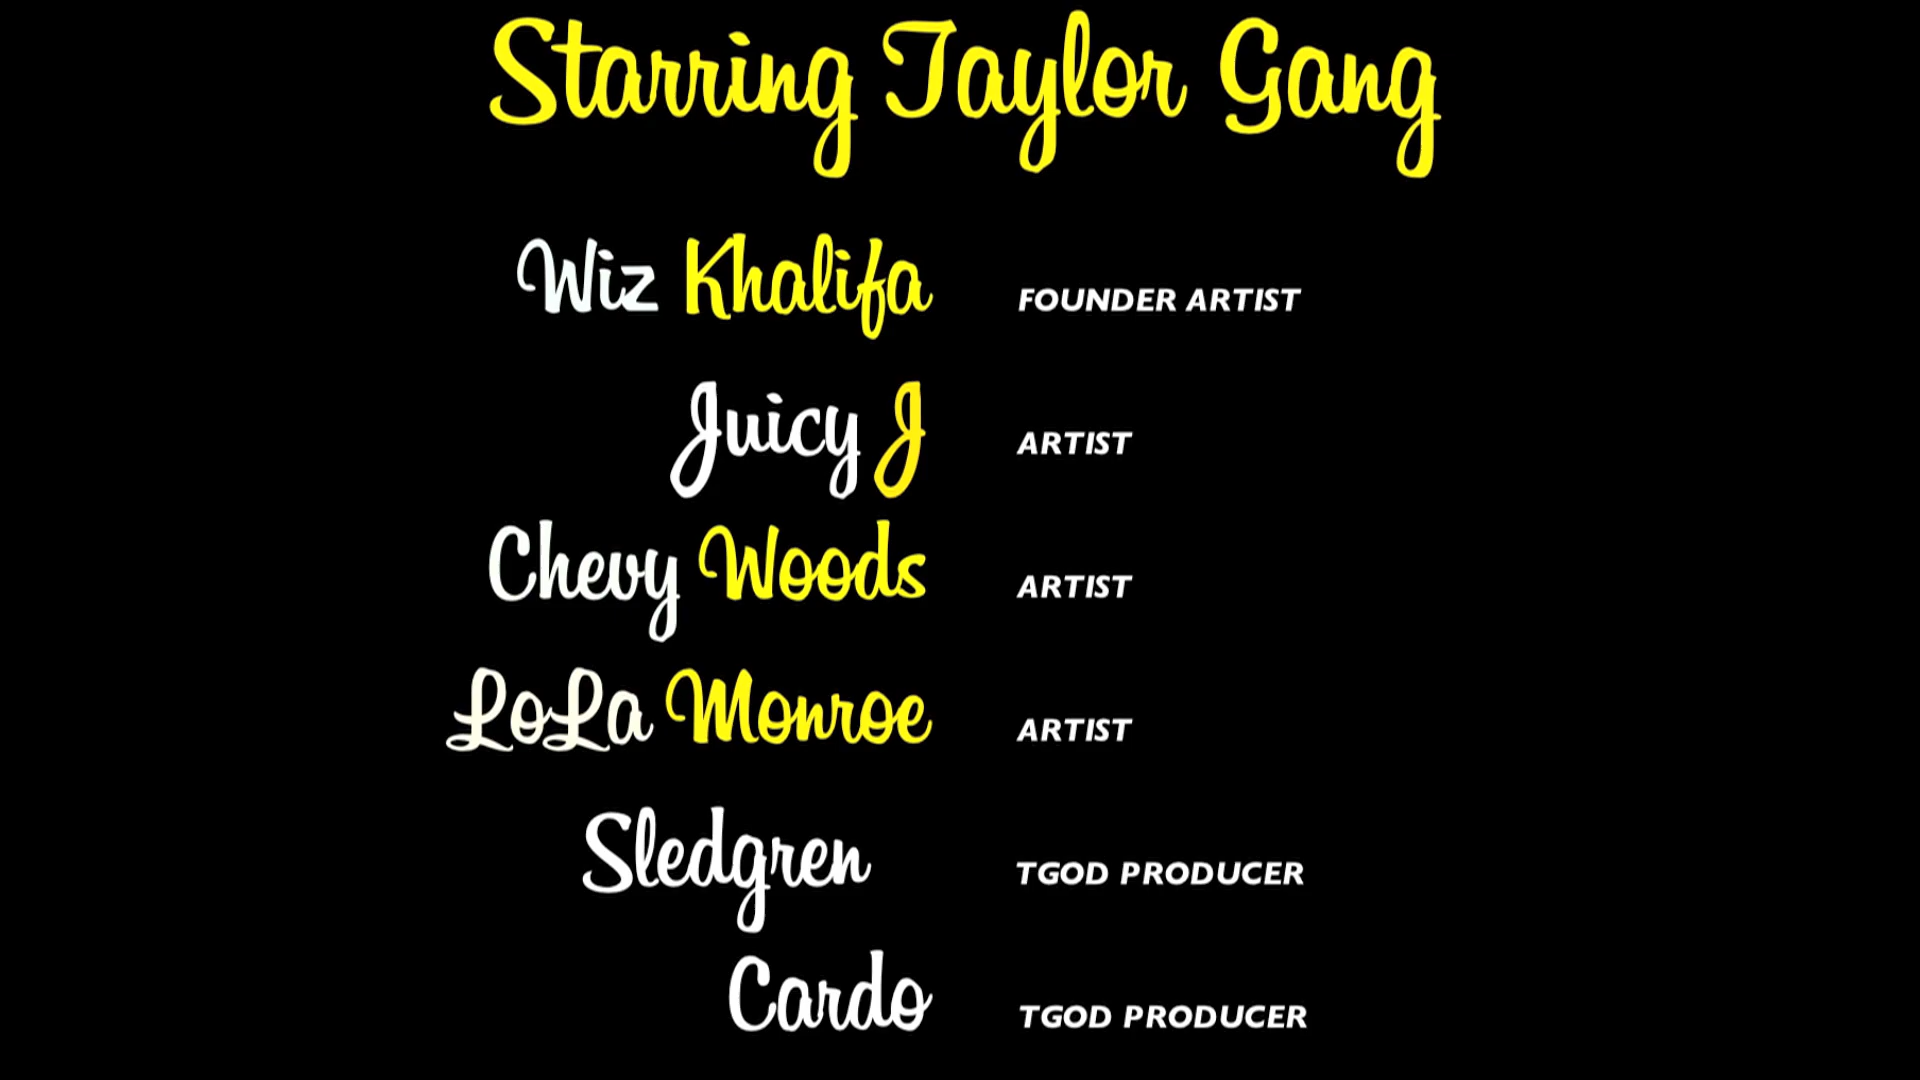 Starring Taylor Gang
Wiz Khalifa FOUNDER ARTIST
Juicy J ARTIST
Chevy Woods ARTIST
LoLa Monroe ARTIST
Sledgren TGOD PRODUCER
Cardo TGOD PRODUCER